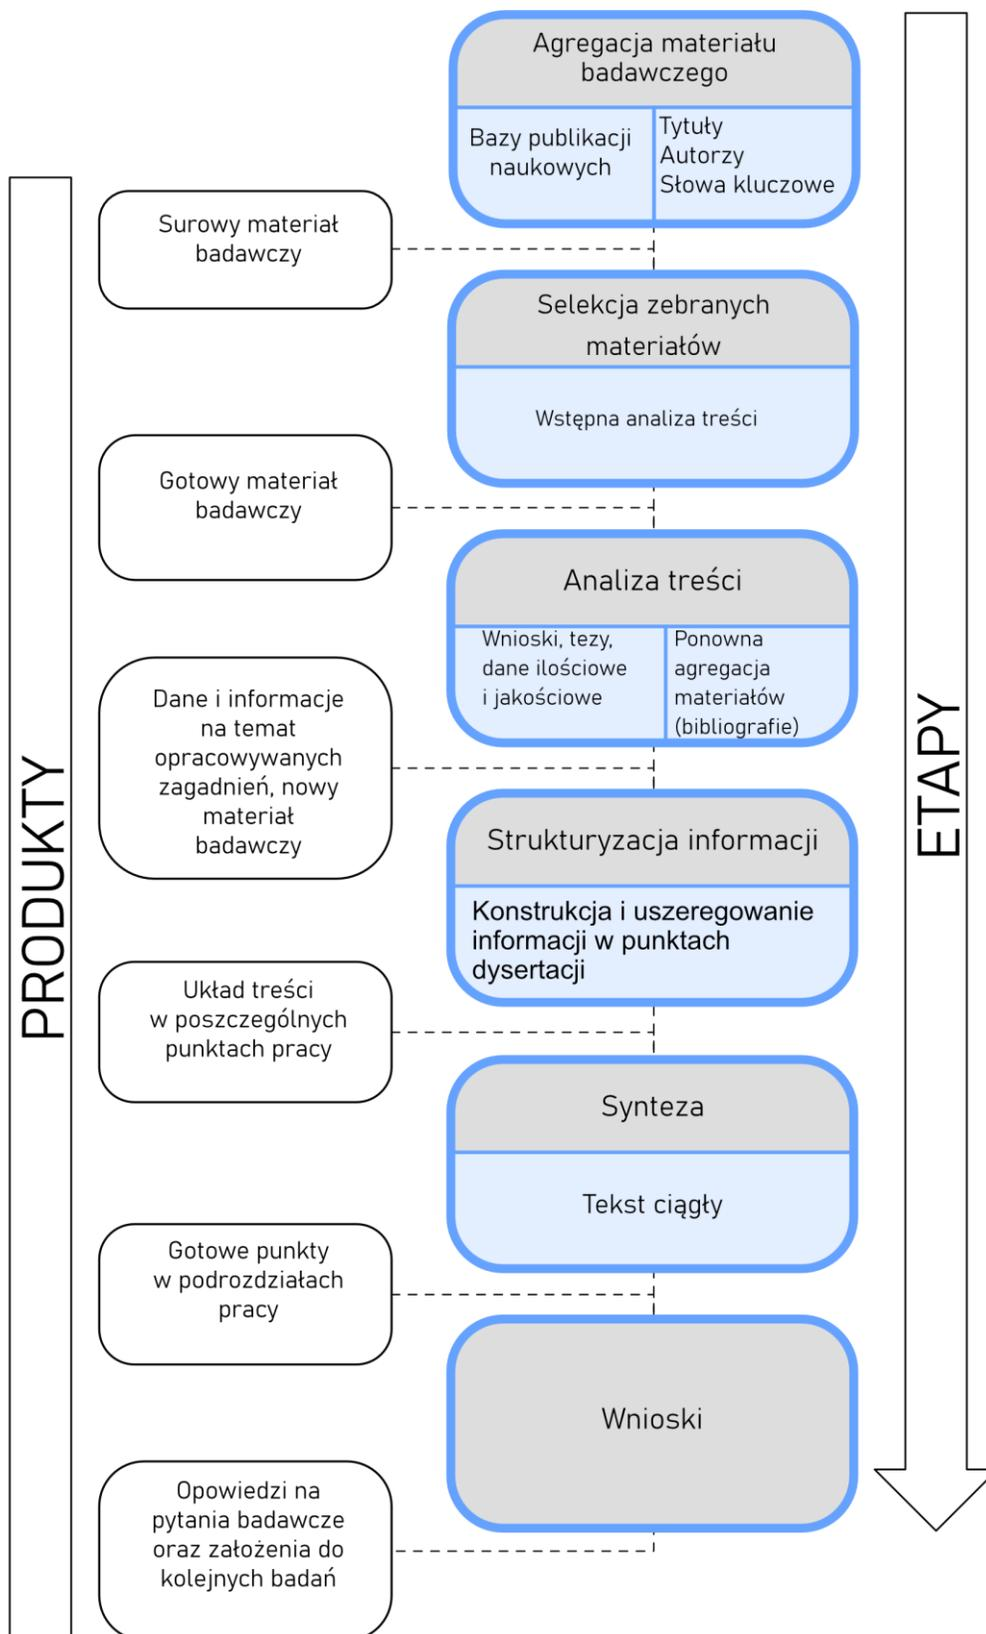 Agregacja materiału
badawczego
Bazy publikacji
naukowych
Tytuły
Autorzy
Słowa kluczowe
Surowy materiał
badawczy
Selekcja zebranych
materiałów
Wstępna analiza treści
Gotowy materiał
badawczy
Analiza treści
Wnioski, tezy,
dane ilościowe
i jakościowe
Ponowna
agregacja
materiałów
(bibliografie)
Dane i informacje
na temat
opracowywanych
zagadnień, nowy
materiał
badawczy
Strukturyzacja informacji
Konstrukcja i uszeregowanie
informacji w punktach
dysertacji
Układ treści
w poszczególnych
punktach pracy
Synteza
Tekst ciągły
Gotowe punkty
w podrozdziałach
pracy
Wnioski
Opowiedzi na
pytania badawcze
oraz założenia do
kolejnych badań
PRODUKTY
ETAPY